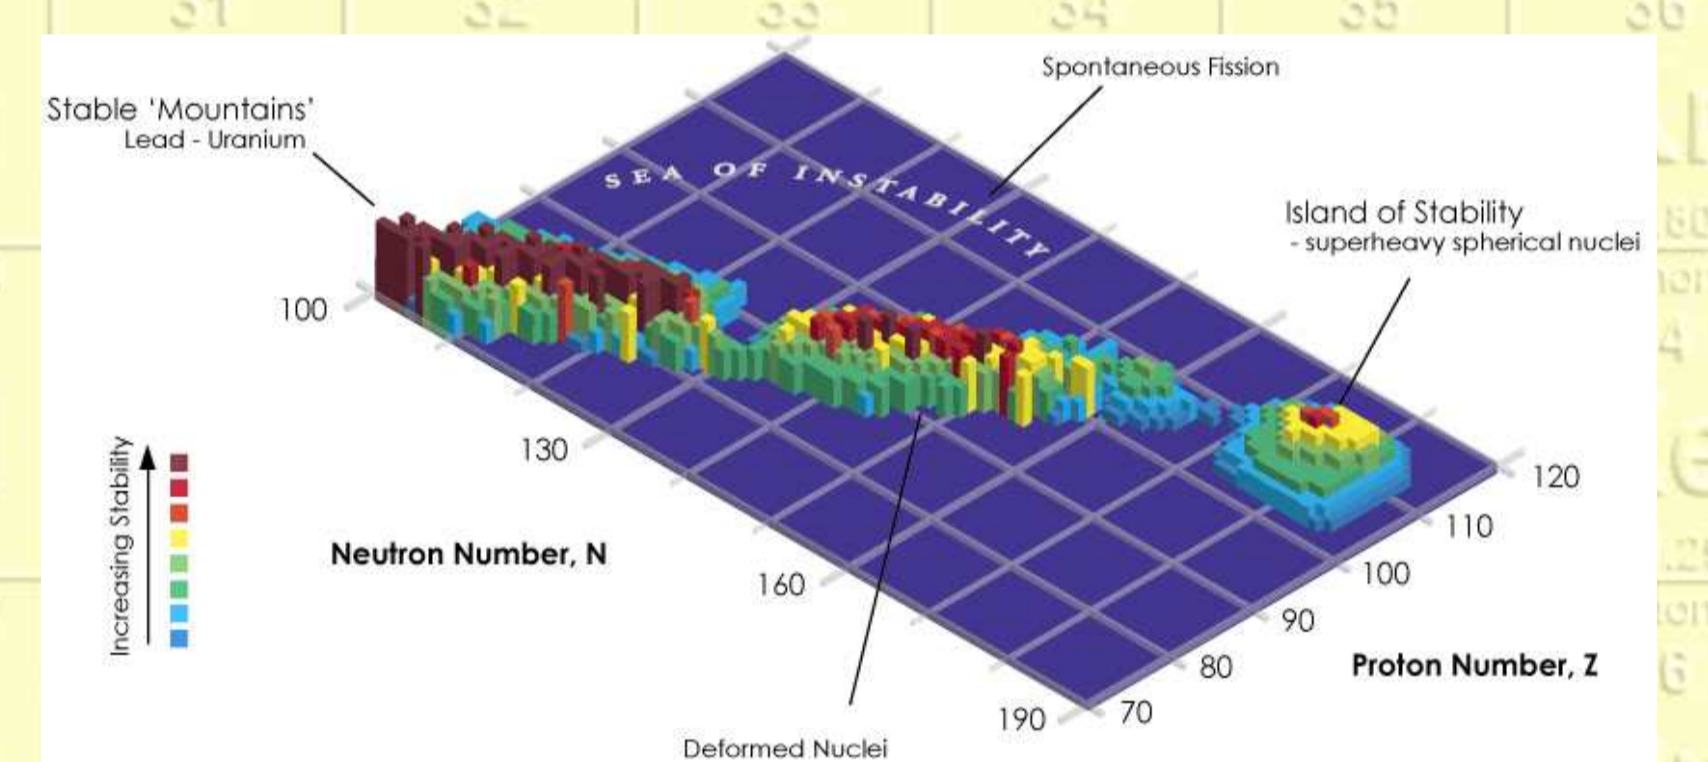 Spontaneous Fission
Stable ‘Mountains’
Lead - Uranium
SEA OF INSTABILITY
Island of Stability
- superheavy spherical nuclei
100
130
160
190
120
110
100
90
80
70
Increasing Stability
Neutron Number, N
Proton Number, Z
Deformed Nuclei